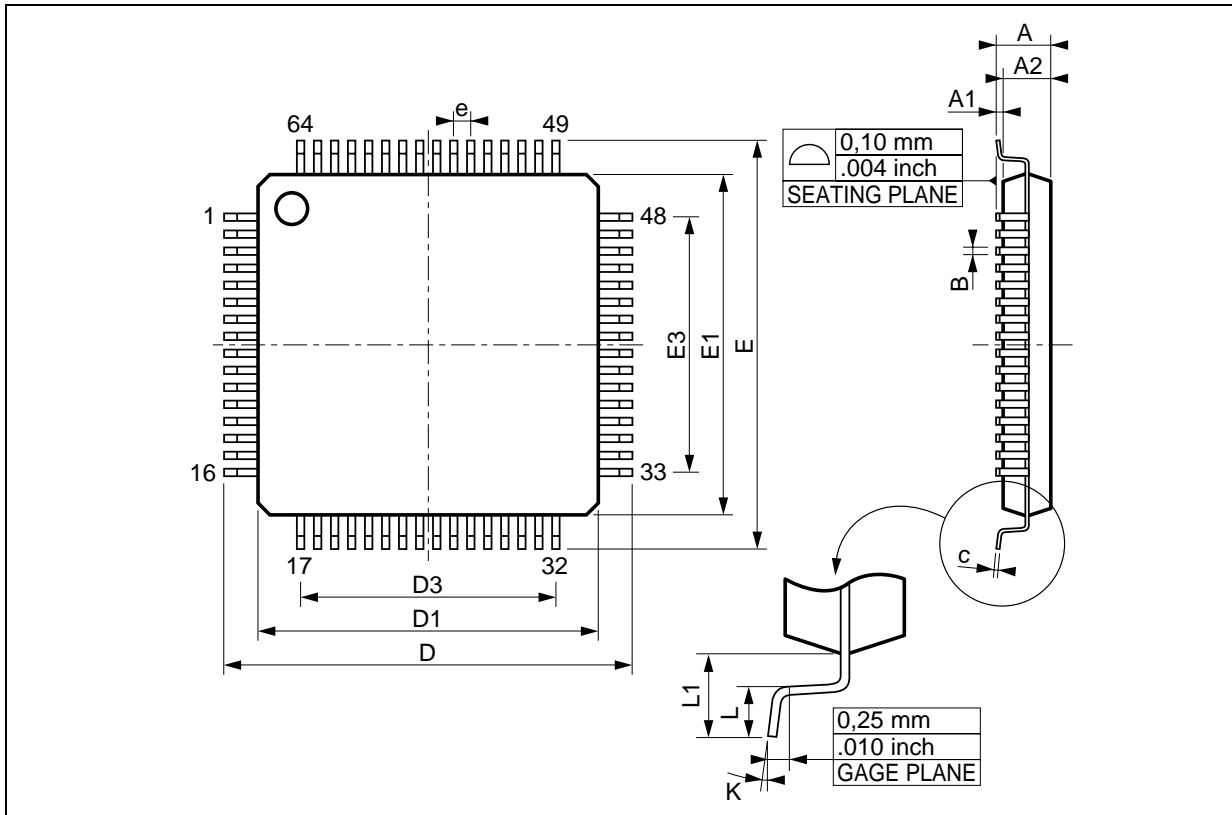 A
A2
A1
e
64
49
0,10 mm
.004 inch
SEATING PLANE
1
48
B
E3
E1
E
16
33
17
32
c
D3
D1
D
L1
L
0,25 mm
.010 inch
GAGE PLANE
K